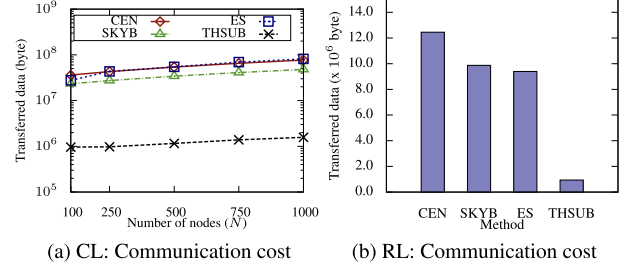 10^9
10^8
10^7
10^6
10^5
Transferred data (byte)
CEN ES
SKYB THSUB
100 250 500 750 1000
Number of nodes (N)
(a) CL: Communication cost
14.0
12.0
10.0
8.0
6.0
4.0
2.0
0.0
Transferred data (x 10^6 byte)
CEN SKYB ES THSUB
Method
(b) RL: Communication cost